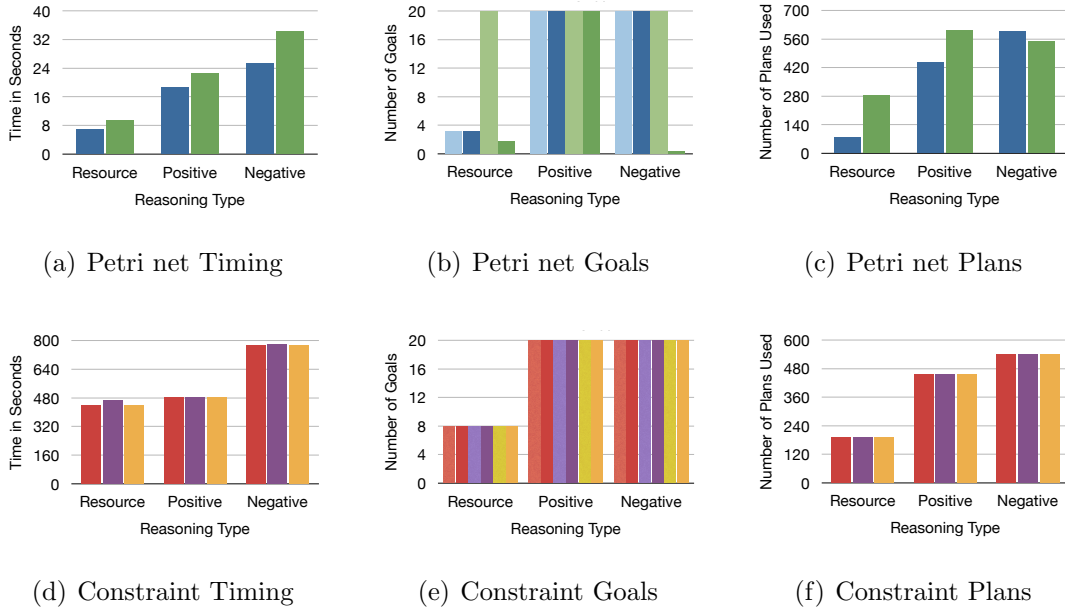 Time in Seconds
40
32
24
16
8
0
Resource Positive Negative
Reasoning Type
(a) Petri net Timing
Number of Goals
20
16
12
8
4
0
Resource Positive Negative
Reasoning Type
(b) Petri net Goals
Number of Plans Used
700
560
420
280
140
0
Resource Positive Negative
Reasoning Type
(c) Petri net Plans
Time in Seconds
800
640
480
320
160
0
Resource Positive Negative
Reasoning Type
(d) Constraint Timing
Number of Goals
20
16
12
8
4
0
Resource Positive Negative
Reasoning Type
(e) Constraint Goals
Number of Plans Used
600
480
360
240
120
0
Resource Positive Negative
Reasoning Type
(f) Constraint Plans